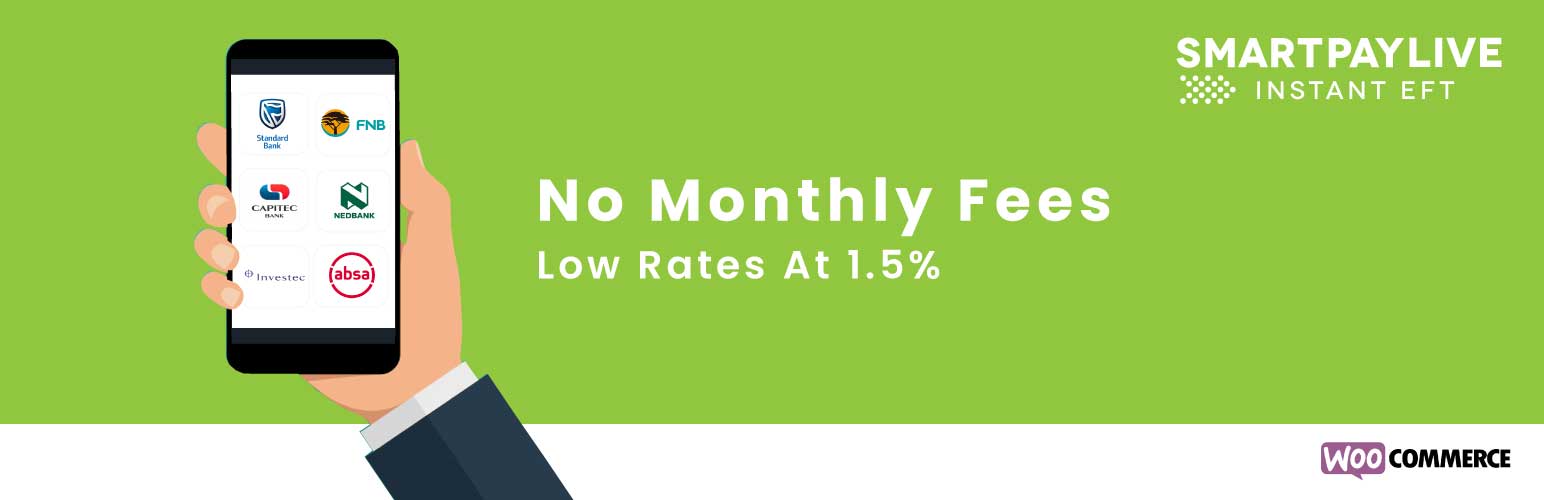 SMARTPAYLIVE
INSTANT EFT
Standard
Bank
FNB
CAPITEC
BANK
NEDBANK
Investec
absa
No Monthly Fees
Low Rates At 1.5%
WOO COMMERCE